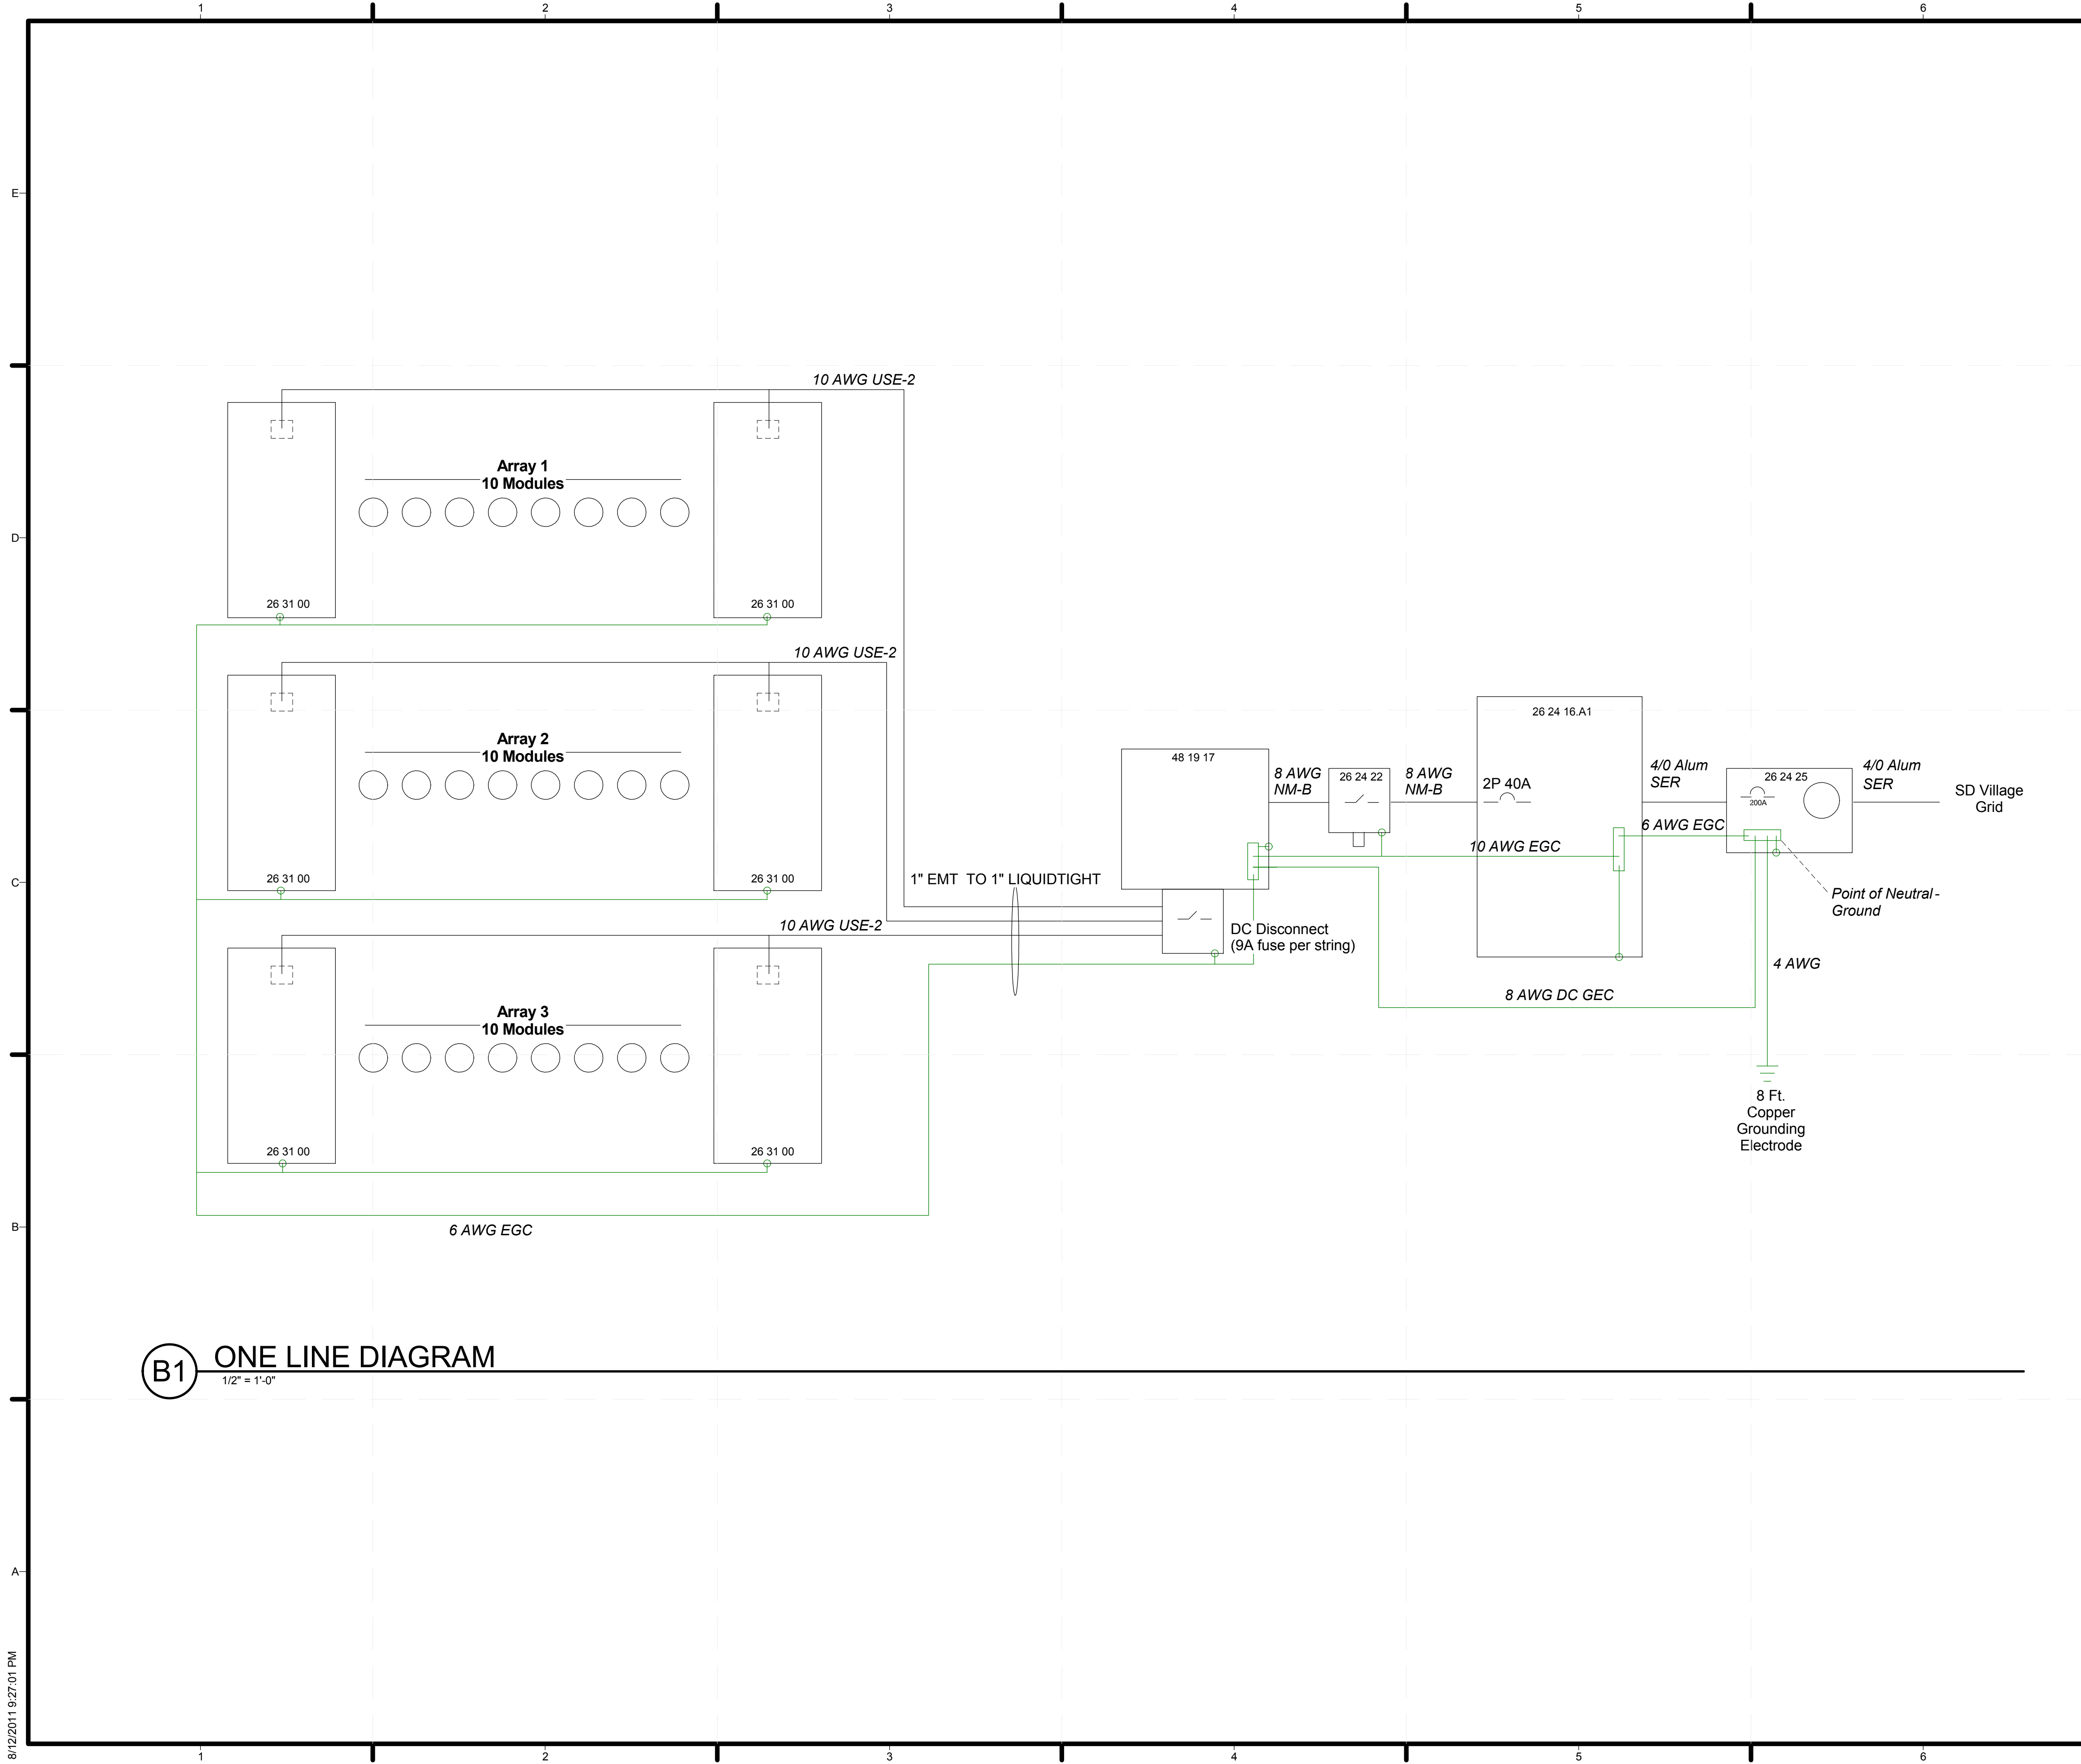 1 2 3 4 5 6
E
D
C
B
A
10 AWG USE-2
Array 1
10 Modules
26 31 00 26 31 00
10 AWG USE-2
Array 2
10 Modules
26 31 00 26 31 00
10 AWG USE-2
Array 3
10 Modules
26 31 00 26 31 00
6 AWG EGC
1" EMT TO 1" LIQUIDTIGHT
48 19 17
DC Disconnect
(9A fuse per string)
8 AWG
NM-B
26 24 22
8 AWG
NM-B
26 24 16.A1
2P 40A
10 AWG EGC
8 AWG DC GEC
4/0 Alum
SER
6 AWG EGC
26 24 25
200A
4/0 Alum
SER
SD Village
Grid
Point of Neutral-
Ground
4 AWG
8 Ft.
Copper
Grounding
Electrode
B1
ONE LINE DIAGRAM
1/2" = 1'-0"
8/12/2011 9:27:01 PM
1 2 3 4 5 6